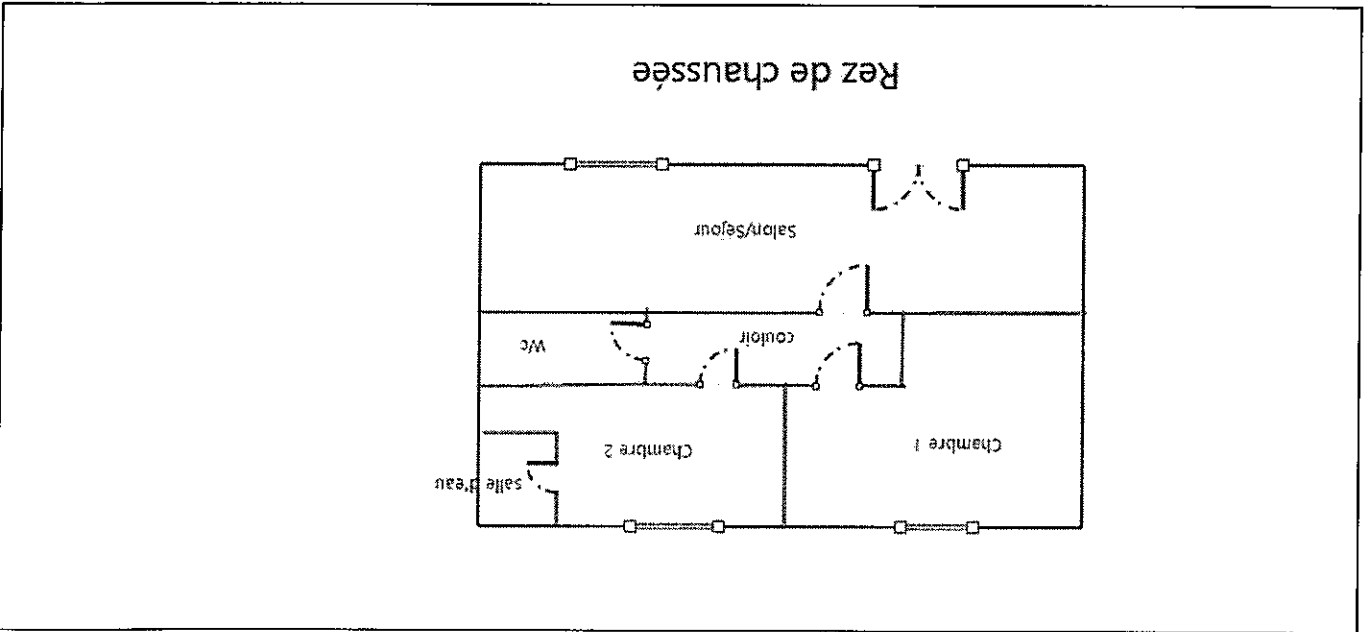 salle d'eau
Chambre 1
Chambre 2
couloir
Wc
Salon/Séjour
Rez de chaussée